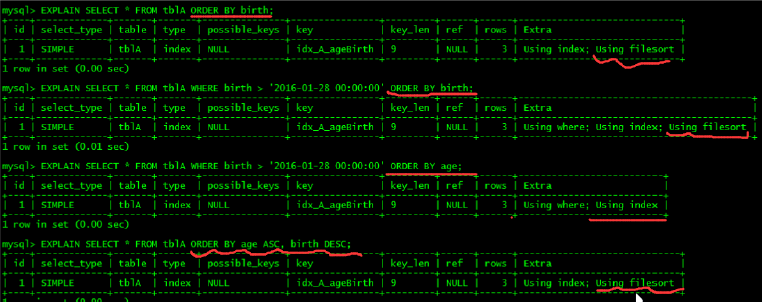 mysql> EXPLAIN SELECT * FROM tblA ORDER BY birth;
| id | select_type | table | type | possible_keys | key | key_len | ref | rows | Extra |
| 1 | SIMPLE | tblA | index | NULL | idx_A_ageBirth | 9 | NULL | 3 | Using index; Using filesort |
1 row in set (0.00 sec)
mysql> EXPLAIN SELECT * FROM tblA WHERE birth > '2016-01-28 00:00:00' ORDER BY birth;
| id | select_type | table | type | possible_keys | key | key_len | ref | rows | Extra |
| 1 | SIMPLE | tblA | index | NULL | idx_A_ageBirth | 9 | NULL | 3 | Using where; Using index; Using filesort |
1 row in set (0.01 sec)
mysql> EXPLAIN SELECT * FROM tblA WHERE birth > '2016-01-28 00:00:00' ORDER BY age;
| id | select_type | table | type | possible_keys | key | key_len | ref | rows | Extra |
| 1 | SIMPLE | tblA | index | NULL | idx_A_ageBirth | 9 | NULL | 3 | Using where; Using index |
1 row in set (0.00 sec)
mysql> EXPLAIN SELECT * FROM tblA ORDER BY age ASC, birth DESC;
| id | select_type | table | type | possible_keys | key | key_len | ref | rows | Extra |
| 1 | SIMPLE | tblA | index | NULL | idx_A_ageBirth | 9 | NULL | 3 | Using index; Using filesort |